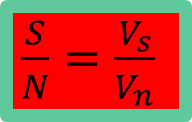 S/N = V_s/V_n